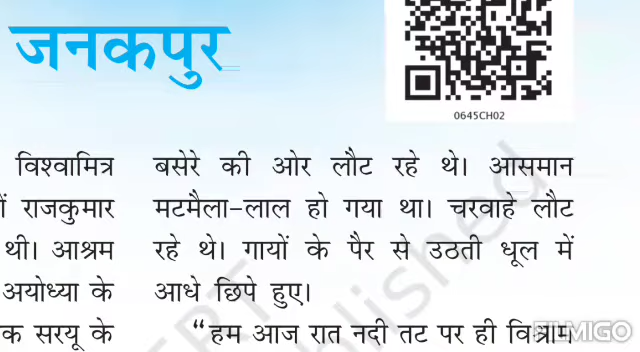 जनकपुर
0645CH02
विश्वामित्र
राजकुमार
थी। आश्रम
अयोध्या के
क सरयू के
बसेरे की ओर लौट रहे थे। आसमान
मटमैला-लाल हो गया था। चरवाहे लौट
रहे थे। गायों के पैर से उठती धूल में
आधे छिपे हुए।
“हम आज रात नदी तट पर ही विश्राम
FILMIGO